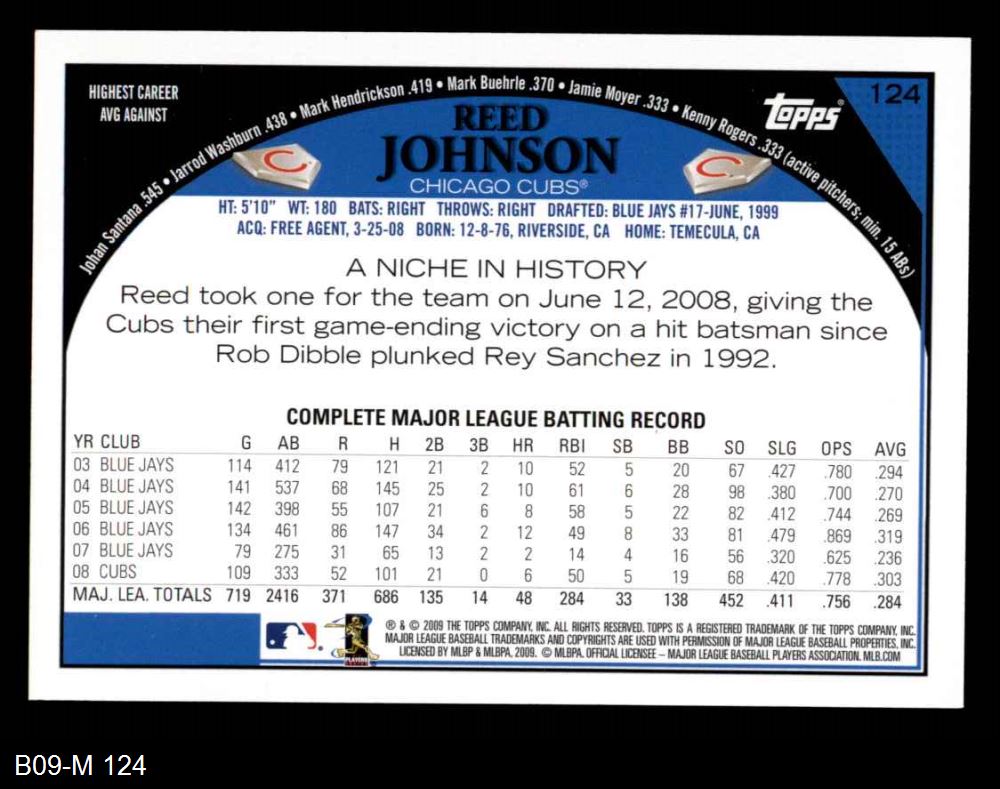 HIGHEST CAREER
AVG AGAINST
Johan Santana .545 • Jarrod Washburn .438 • Mark Hendrickson .419 • Mark Buehrle .370 • Jamie Moyer .333 • Kenny Rogers .333 (active pitchers; min. 15 ABs)
topps®
124
REED
JOHNSON
C
C
CHICAGO CUBS®
HT: 5'10" WT: 180 BATS: RIGHT THROWS: RIGHT DRAFTED: BLUE JAYS #17-JUNE, 1999
ACQ: FREE AGENT, 3-25-08 BORN: 12-8-76, RIVERSIDE, CA HOME: TEMECULA, CA
A NICHE IN HISTORY
Reed took one for the team on June 12, 2008, giving the
Cubs their first game-ending victory on a hit batsman since
Rob Dibble plunked Rey Sanchez in 1992.
COMPLETE MAJOR LEAGUE BATTING RECORD
YR CLUB G AB R H 2B 3B HR RBI SB BB SO SLG OPS AVG
03 BLUE JAYS 114 412 79 121 21 2 10 52 5 20 67 .427 .780 .294
04 BLUE JAYS 141 537 68 145 25 2 10 61 6 28 98 .380 .700 .270
05 BLUE JAYS 142 398 55 107 21 6 8 58 5 22 82 .412 .744 .269
06 BLUE JAYS 134 461 86 147 34 2 12 49 8 33 81 .479 .869 .319
07 BLUE JAYS 79 275 31 65 13 2 2 14 4 16 56 .320 .625 .236
08 CUBS 109 333 52 101 21 0 6 50 5 19 68 .420 .778 .303
MAJ. LEA. TOTALS 719 2416 371 686 135 14 48 284 33 138 452 .411 .756 .284
® & © 2009 THE TOPPS COMPANY, INC. ALL RIGHTS RESERVED. TOPPS IS A REGISTERED TRADEMARK OF THE TOPPS COMPANY, INC.
MAJOR LEAGUE BASEBALL TRADEMARKS AND COPYRIGHTS ARE USED WITH PERMISSION OF MAJOR LEAGUE BASEBALL PROPERTIES, INC.
LICENSED BY MLBP & MLBPA, 2009. © MLBPA. OFFICIAL LICENSEE – MAJOR LEAGUE BASEBALL PLAYERS ASSOCIATION. MLB.COM
PLAYERS
B09-M 124